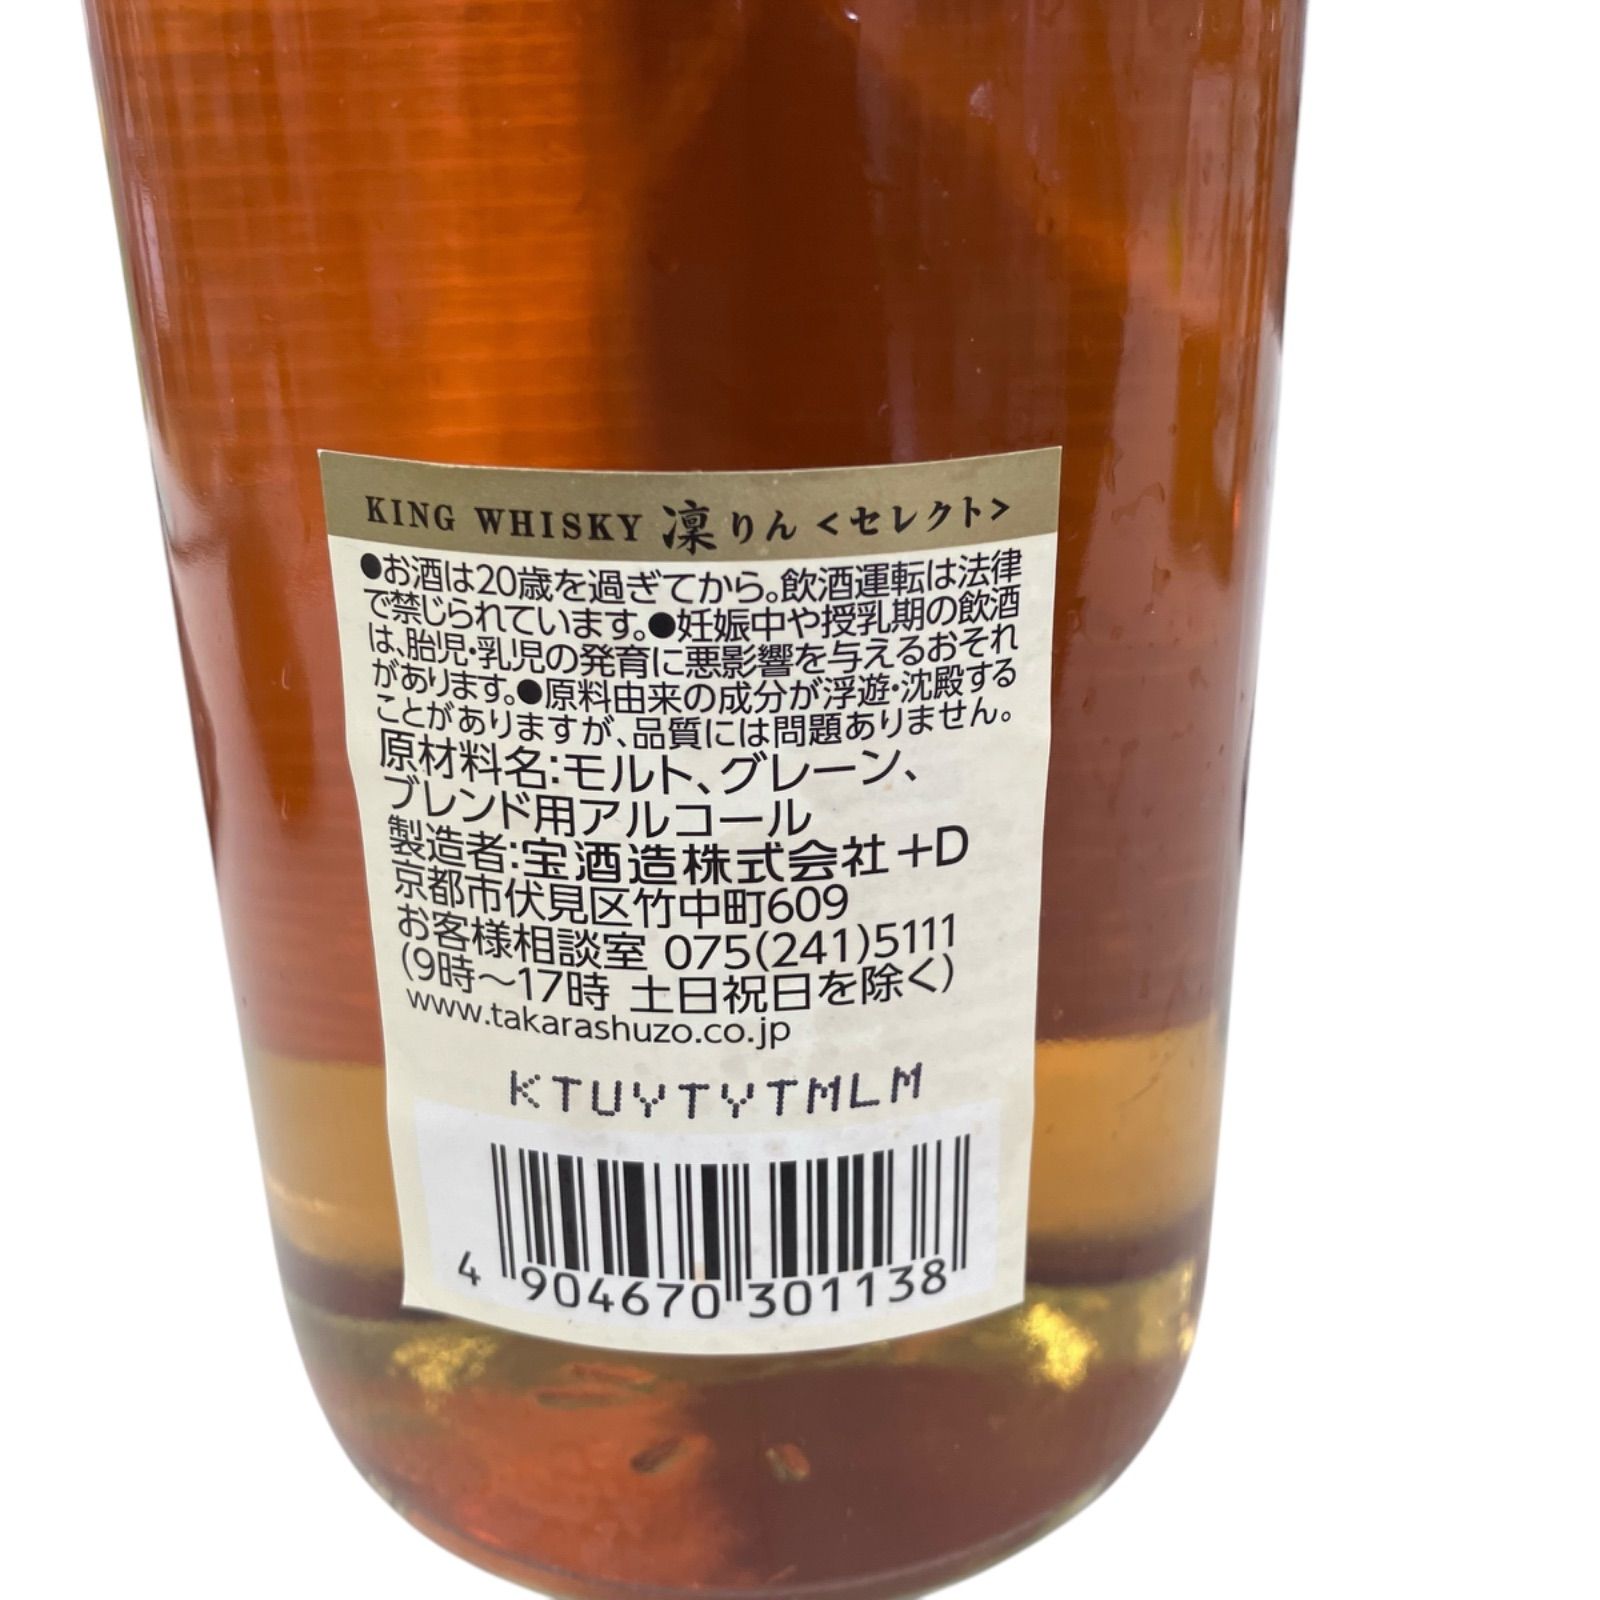 KING WHISKY 凜りん<セレクト>
●お酒は20歳を過ぎてから。飲酒運転は法律
で禁じられています。●妊娠中や授乳期の飲酒
は、胎児・乳児の発育に悪影響を与えるおそれ
があります。●原料由来の成分が浮遊・沈殿する
ことがありますが、品質には問題ありません。
原材料名:モルト、グレーン、
ブレンド用アルコール
製造者:宝酒造株式会社+D
京都市伏見区竹中町609
お客様相談室 075(241)5111
(9時〜17時 土日祝日を除く)
www.takarashuzo.co.jp
KTUYTYTMLM
4 904670 301138